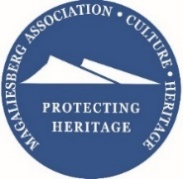 MAGALIESBERG ASSOCIATION • CULTURE • HERITAGE
PROTECTING
HERITAGE